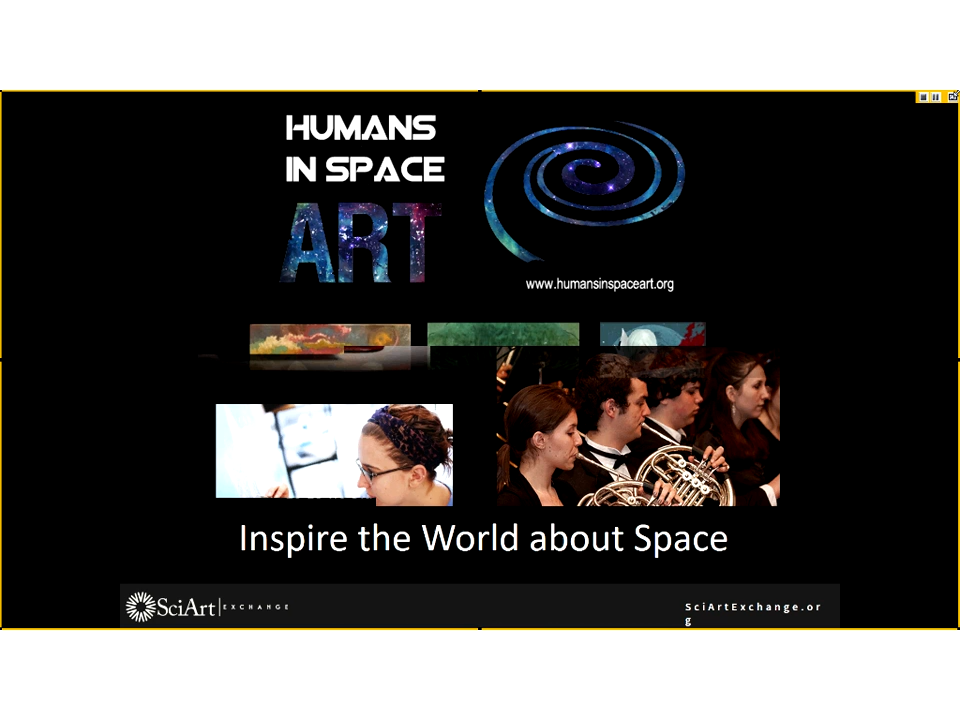 HUMANS
IN SPACE
ART
www.humansinspaceart.org
Inspire the World about Space
SciArt|EXCHANGE
SciArtExchange.or
g